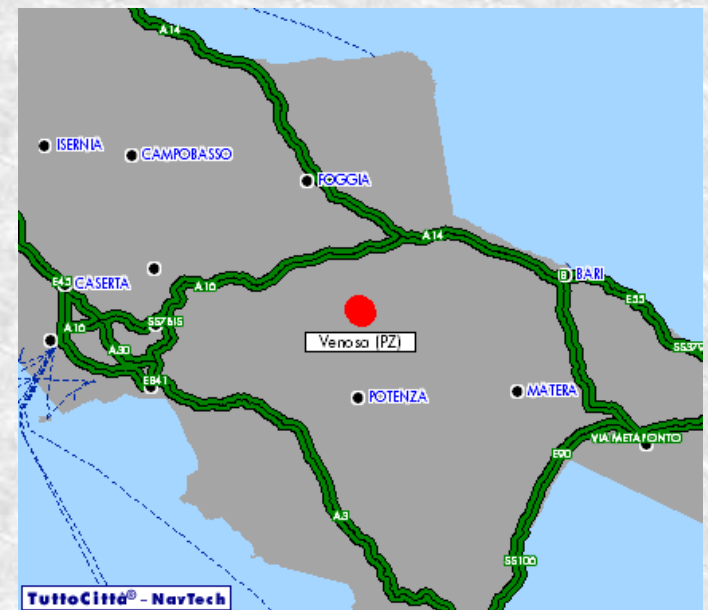 A14
ISERNIA
CAMPOBASSO
FOGGIA
A14
BARI
E45
CASERTA
A16
E55
A16
SS7BIS
Venosa (PZ)
SS379
A30
E841
POTENZA
MATERA
VIA METAPONTO
E90
A3
SS106
TuttoCittà® - NavTech